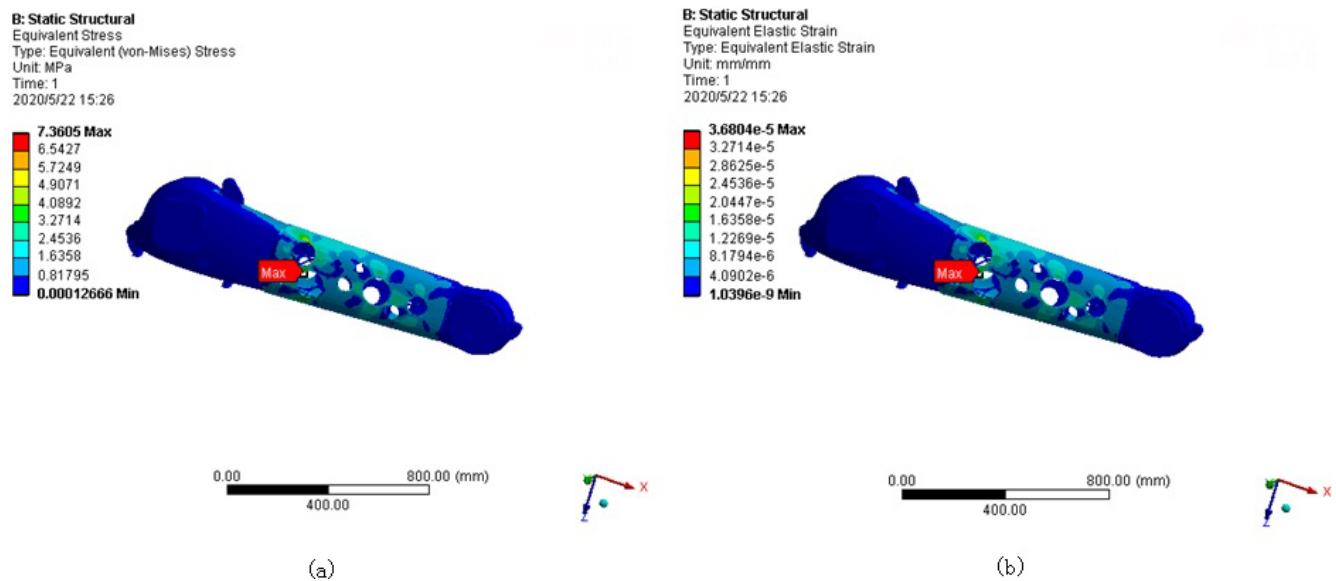 B: Static Structural
Equivalent Stress
Type: Equivalent (von-Mises) Stress
Unit: MPa
Time: 1
2020/5/22 15:26
7.3605 Max
6.5427
5.7249
4.9071
4.0892
3.2714
2.4536
1.6358
0.81795
0.00012666 Min
Max
0.00
800.00 (mm)
400.00
X
Z
(a)
B: Static Structural
Equivalent Elastic Strain
Type: Equivalent Elastic Strain
Unit: mm/mm
Time: 1
2020/5/22 15:26
3.6804e-5 Max
3.2714e-5
2.8625e-5
2.4536e-5
2.0447e-5
1.6358e-5
1.2269e-5
8.1794e-6
4.0902e-6
1.0396e-9 Min
Max
0.00
800.00 (mm)
400.00
X
Z
(b)